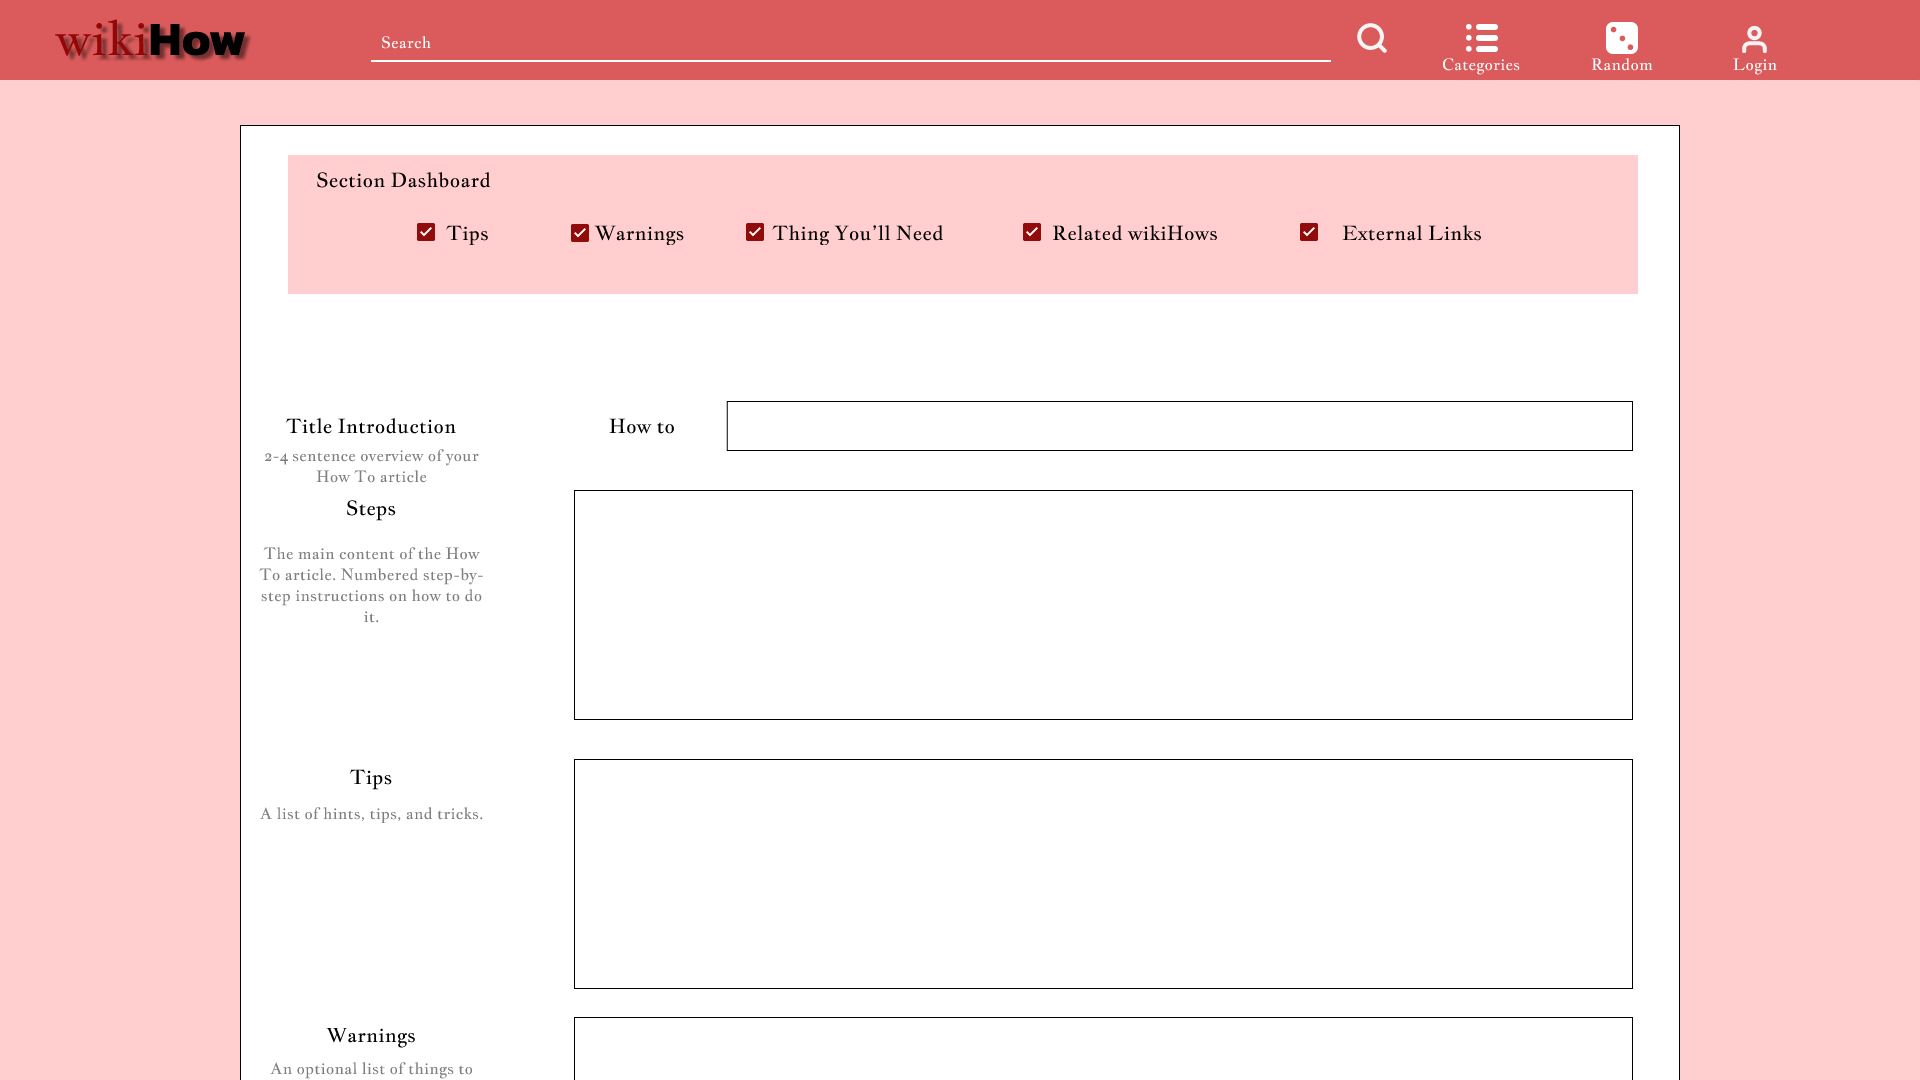 wikiHow
Search
Categories
Random
Login
Section Dashboard
Tips
Warnings
Thing You’ll Need
Related wikiHows
External Links
Title Introduction
How to
2-4 sentence overview of your
How To article
Steps
The main content of the How
To article. Numbered step-by-
step instructions on how to do
it.
Tips
A list of hints, tips, and tricks.
Warnings
An optional list of things to